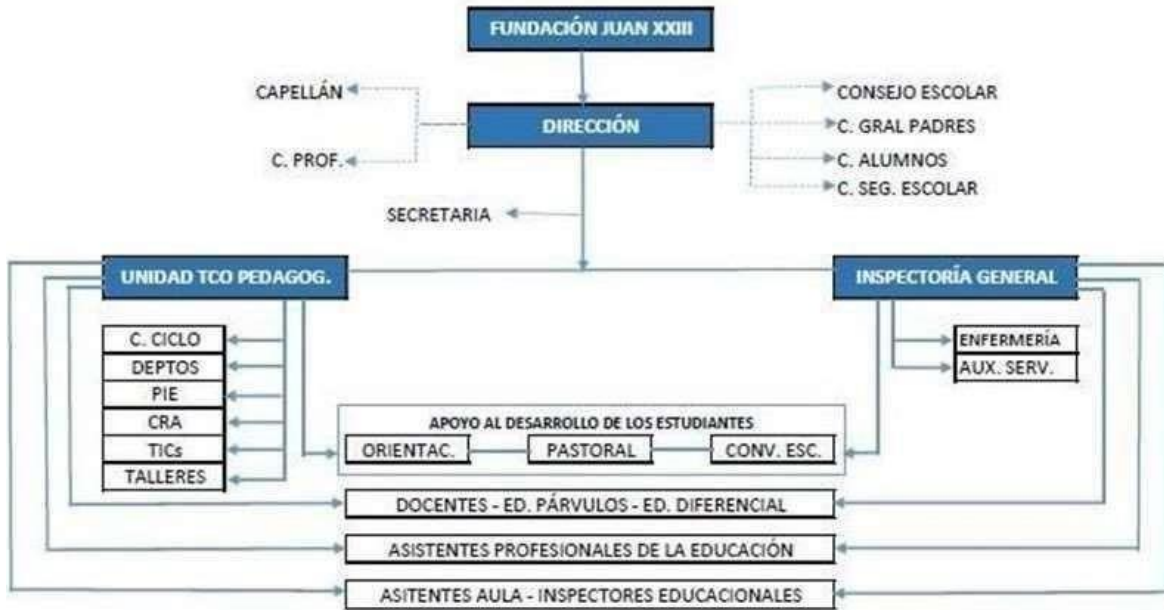 FUNDACIÓN JUAN XXIII
CAPELLÁN
CONSEJO ESCOLAR
DIRECCIÓN
C. GRAL PADRES
C. PROF.
C. ALUMNOS
C. SEG. ESCOLAR
SECRETARIA
UNIDAD TCO PEDAGOG.
INSPECTORÍA GENERAL
C. CICLO
DEPTOS
PIE
CRA
TICs
TALLERES
ENFERMERÍA
AUX. SERV.
APOYO AL DESARROLLO DE LOS ESTUDIANTES
ORIENTAC.
PASTORAL
CONV. ESC.
DOCENTES - ED. PÁRVULOS - ED. DIFERENCIAL
ASISTENTES PROFESIONALES DE LA EDUCACIÓN
ASITENTES AULA - INSPECTORES EDUCACIONALES